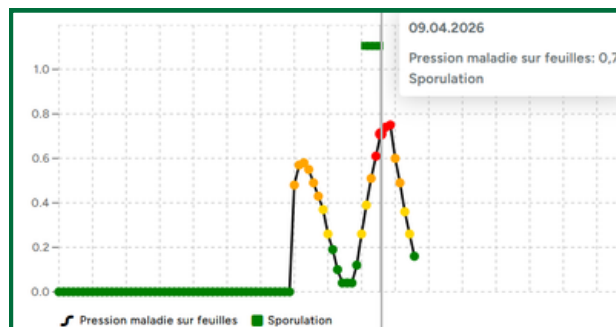 09.04.2026
Pression maladie sur feuilles: 0,7
Sporulation
1.0
0.8
0.6
0.4
0.2
0.0
Pression maladie sur feuilles Sporulation